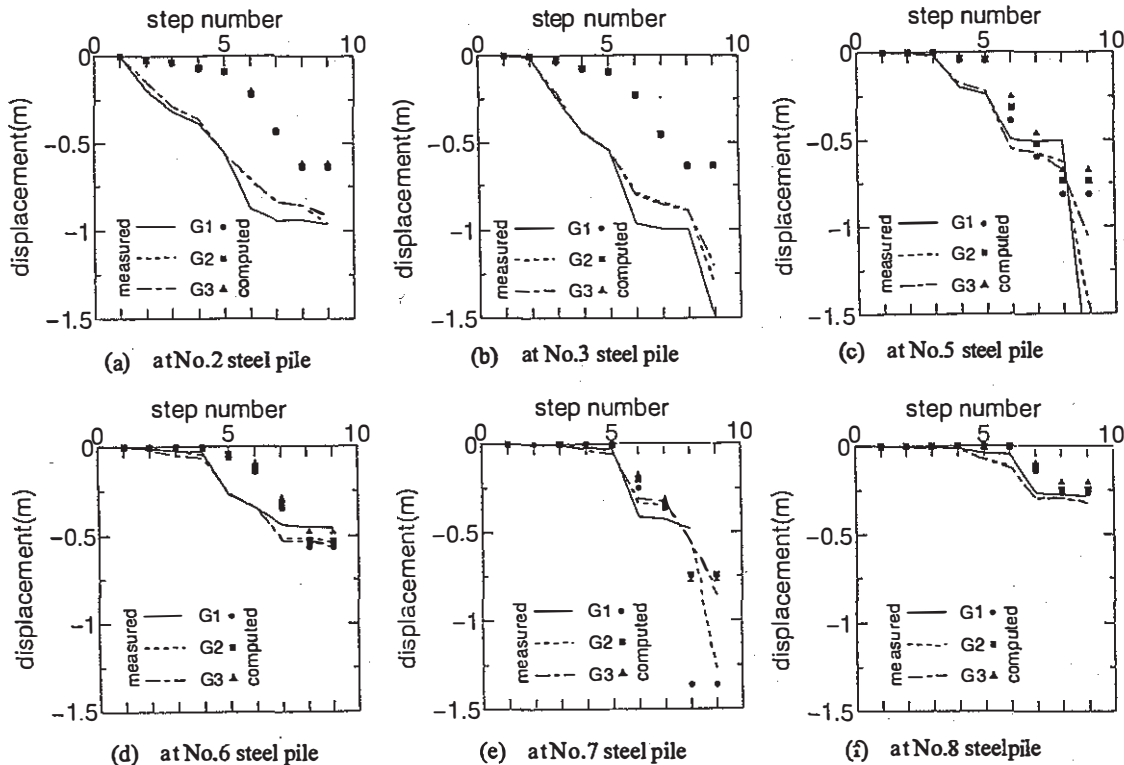 step number
0 5 10
0
−0.5
−1
−1.5
displacement(m)
measured
G1
G2
G3
computed
(a) at No.2 steel pile
step number
0 5 10
0
−0.5
−1
−1.5
displacement(m)
measured
G1
G2
G3
computed
(b) at No.3 steel pile
step number
0 5 10
0
−0.5
−1
−1.5
displacement(m)
measured
G1
G2
G3
computed
(c) at No.5 steel pile
step number
0 5 10
0
−0.5
−1
−1.5
displacement(m)
measured
G1
G2
G3
computed
(d) at No.6 steel pile
step number
0 5 10
0
−0.5
−1
−1.5
displacement(m)
measured
G1
G2
G3
computed
(e) at No.7 steel pile
step number
0 5 10
0
−0.5
−1
−1.5
displacement(m)
measured
G1
G2
G3
computed
(f) at No.8 steelpile